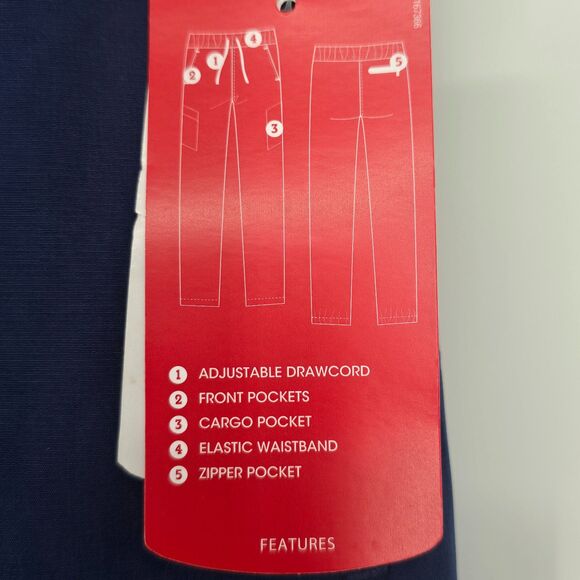 167366
4
1
2
5
3
1 ADJUSTABLE DRAWCORD
2 FRONT POCKETS
3 CARGO POCKET
4 ELASTIC WAISTBAND
5 ZIPPER POCKET
FEATURES